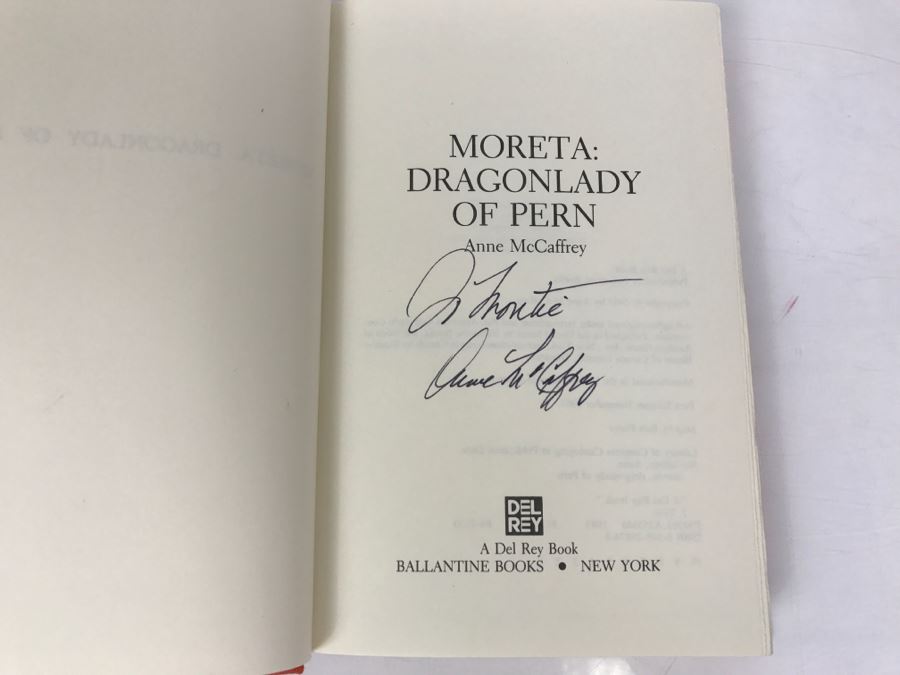 MORETA:
DRAGONLADY
OF PERN
Anne McCaffrey
To Montie
Anne McCaffrey
DEL
REY
A Del Rey Book
BALLANTINE BOOKS • NEW YORK